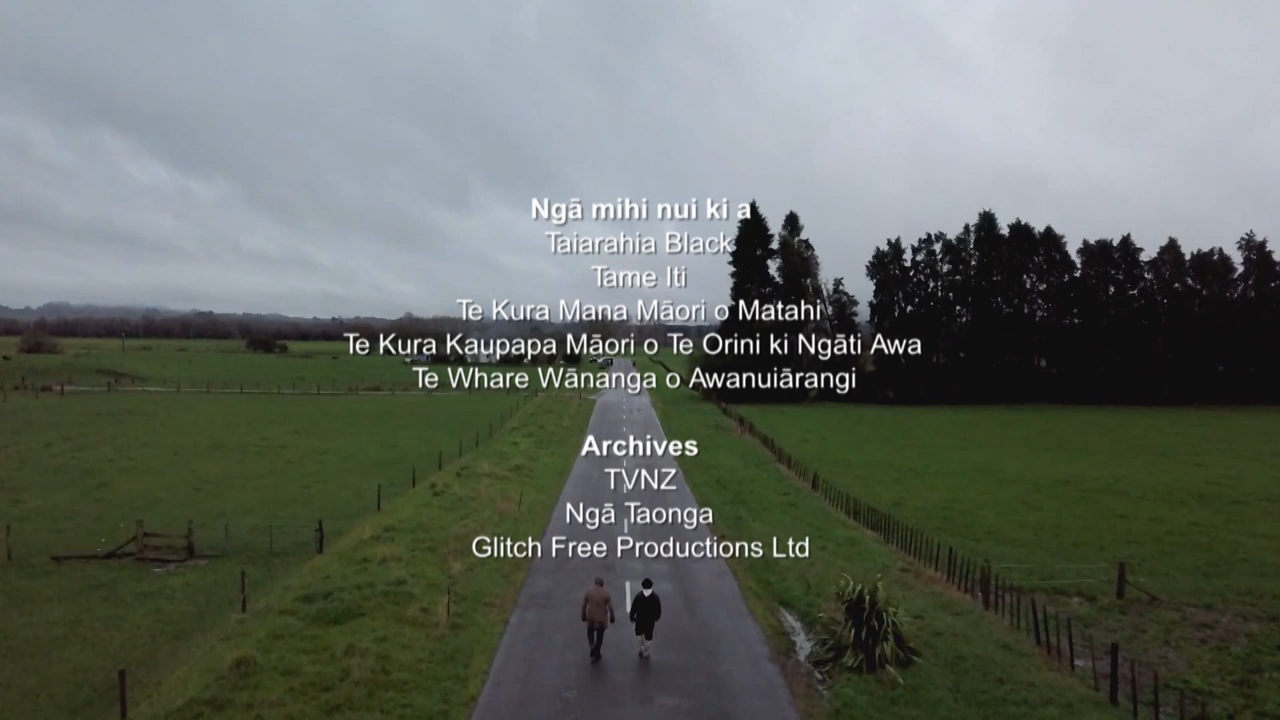 Ngā mihi nui ki a
Taiarahia Black
Tame Iti
Te Kura Mana Māori o Matahi
Te Kura Kaupapa Māori o Te Orini ki Ngāti Awa
Te Whare Wānanga o Awanuiārangi
Archives
TVNZ
Ngā Taonga
Glitch Free Productions Ltd